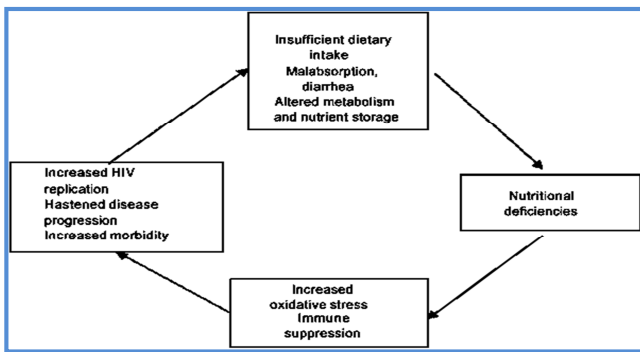 Insufficient dietary
intake
Malabsorption,
diarrhea
Altered metabolism
and nutrient storage
Nutritional
deficiencies
Increased
oxidative stress
Immune
suppression
Increased HIV
replication
Hastened disease
progression
Increased morbidity